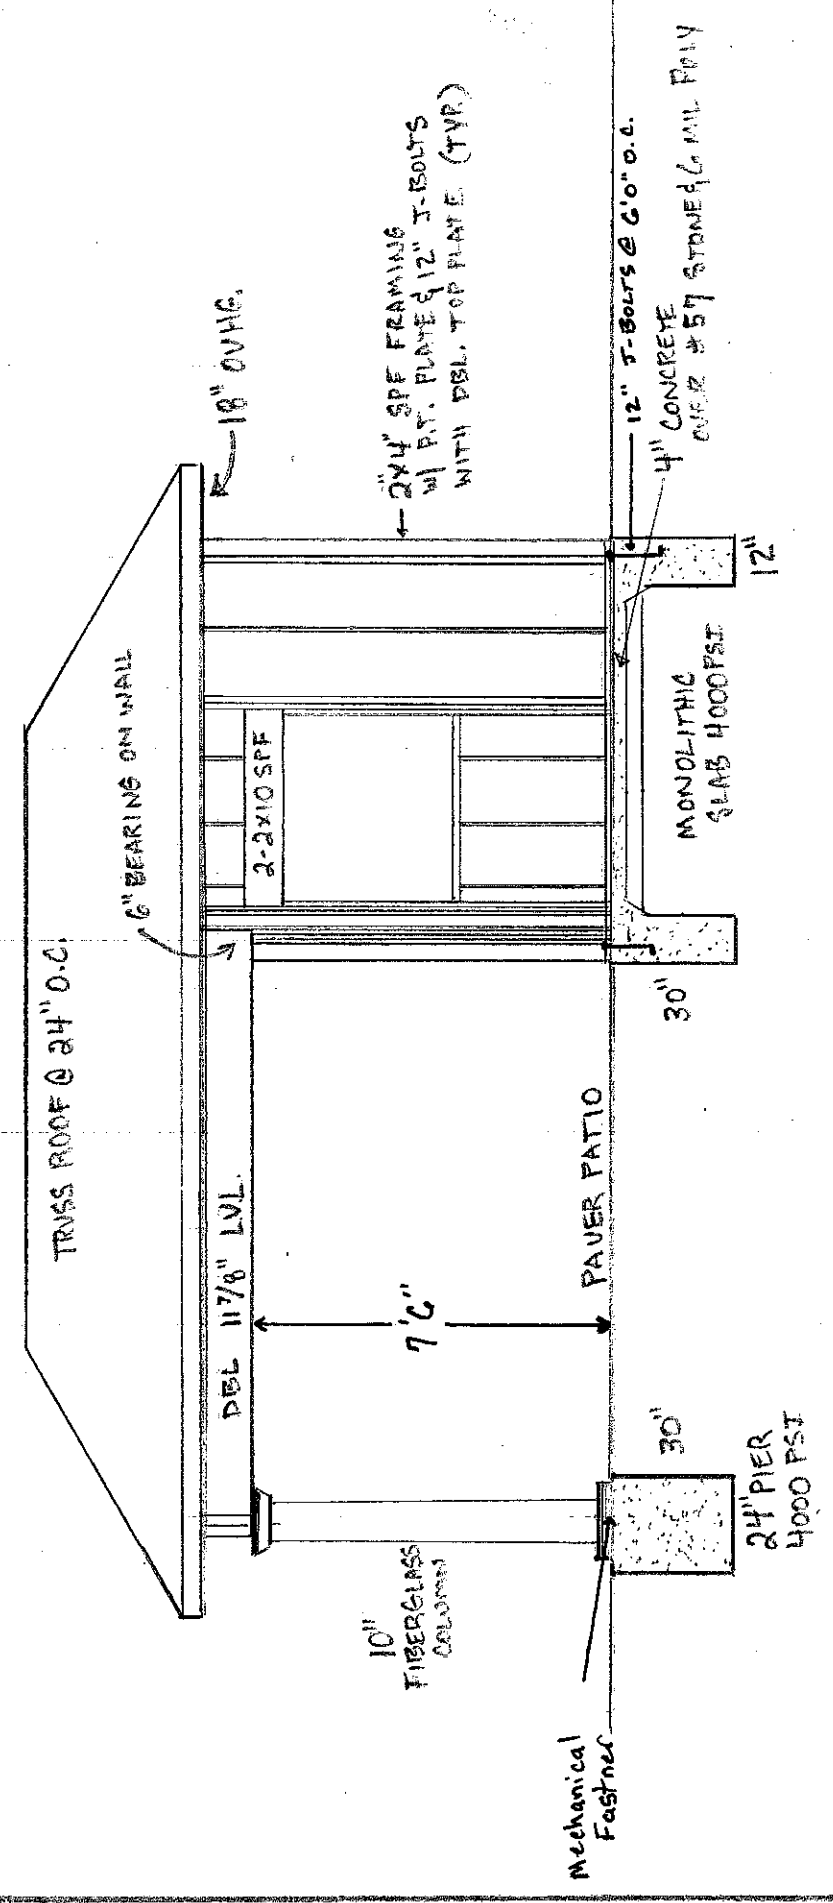 TRUSS ROOF @ 24" O.C.
6" BEARING ON WALL
18" OVHG.
DBL 11 7/8" LVL.
2-2x10 SPF
2x4" SPF FRAMING
w/ P.T. PLATE & 12" J-BOLTS
WITH DBL. TOP PLATE (TYP.)
10"
FIBERGLASS
COLUMN
7'6"
PAVER PATIO
Mechanical
Fastner
30"
24" PIER
4000 PSI
30"
MONOLITHIC
SLAB 4000 PSI
12"
12" J-BOLTS @ 6'0" O.C.
4" CONCRETE
OVER #57 STONE & 6 MIL POLY